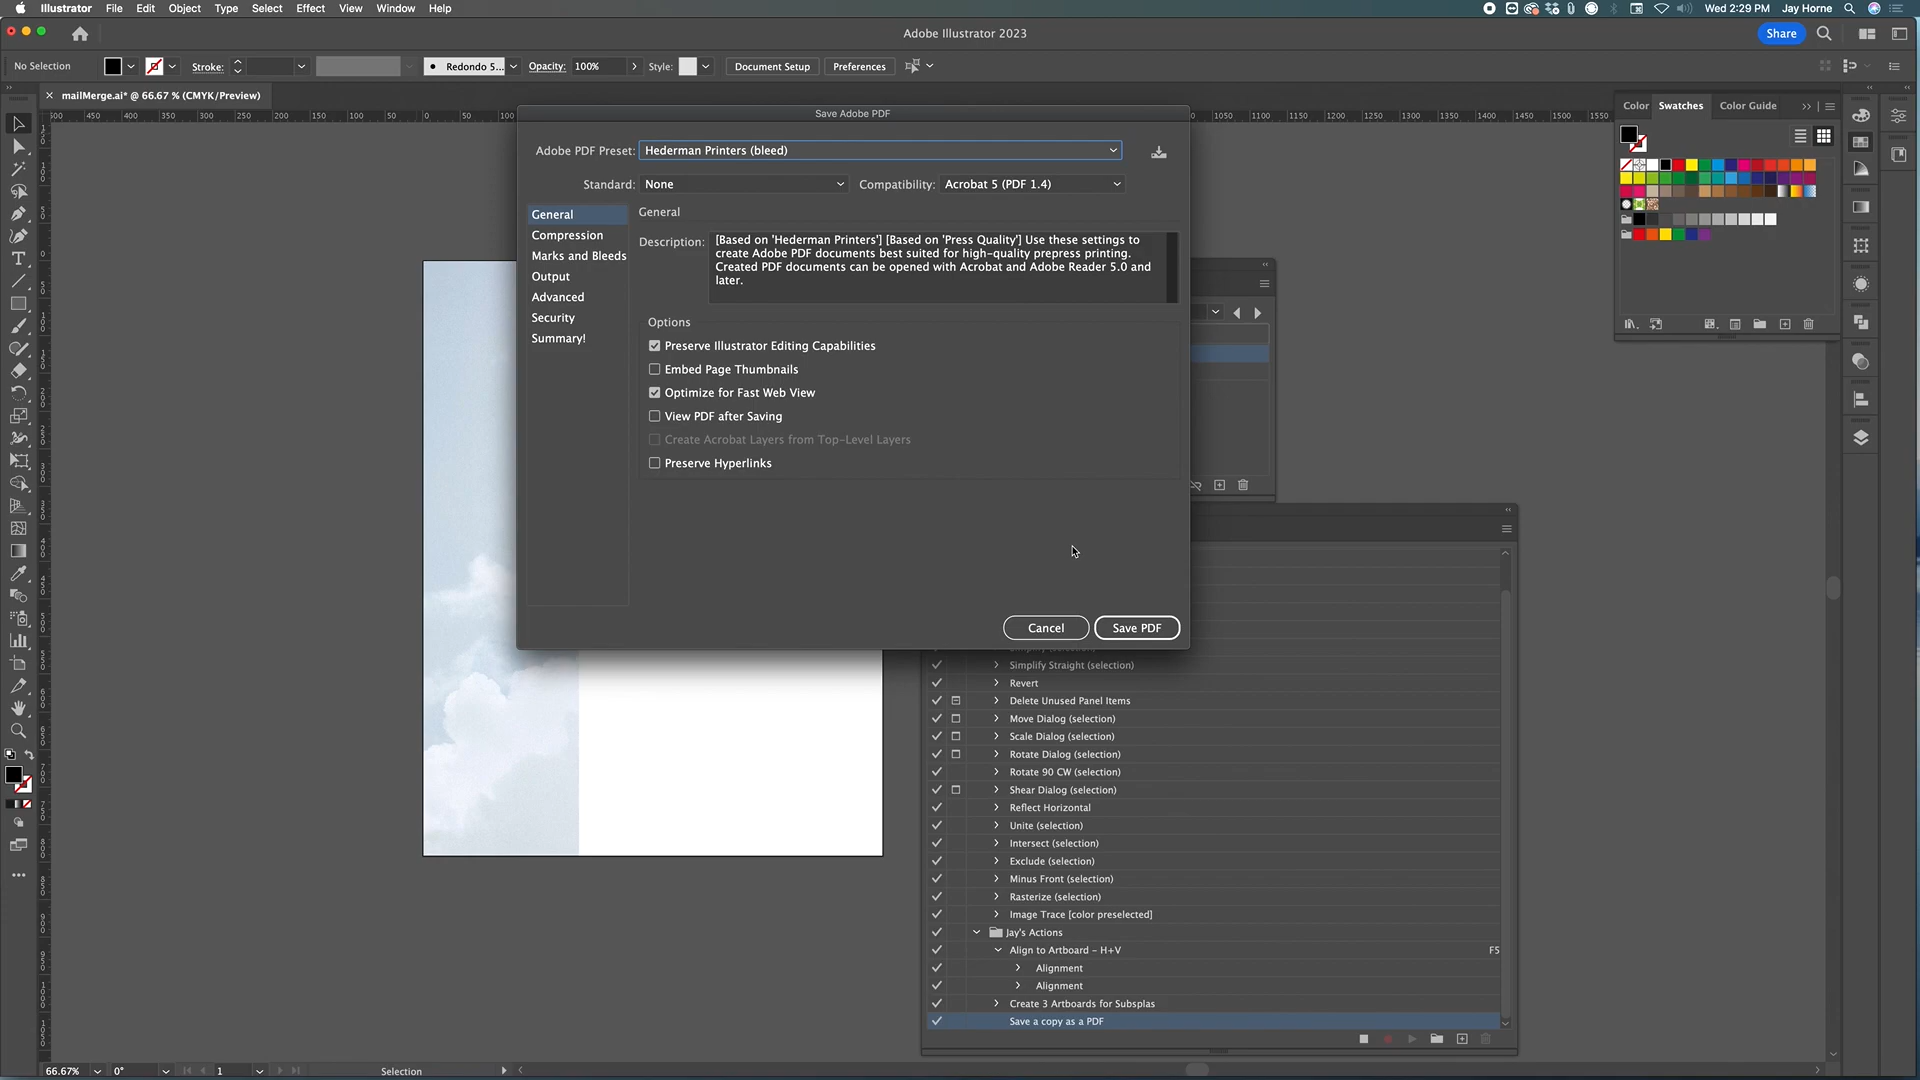 Illustrator File Edit Object Type Select Effect View Window Help
Wed 2:29 PM Jay Horne
Adobe Illustrator 2023
Share
No Selection
Stroke:
Redondo 5...
Opacity: 100%
Style:
Document Setup
Preferences
mailMerge.ai* @ 66.67 % (CMYK/Preview)
Save Adobe PDF
Adobe PDF Preset: Hederman Printers (bleed)
Standard: None
Compatibility: Acrobat 5 (PDF 1.4)
General
Compression
Marks and Bleeds
Output
Advanced
Security
Summary!
General
Description: [Based on 'Hederman Printers'] [Based on 'Press Quality'] Use these settings to
create Adobe PDF documents best suited for high-quality prepress printing.
Created PDF documents can be opened with Acrobat and Adobe Reader 5.0 and
later.
Options
Preserve Illustrator Editing Capabilities
Embed Page Thumbnails
Optimize for Fast Web View
View PDF after Saving
Create Acrobat Layers from Top-Level Layers
Preserve Hyperlinks
Cancel
Save PDF
Color Swatches Color Guide
Simplify Straight (selection)
Revert
Delete Unused Panel Items
Move Dialog (selection)
Scale Dialog (selection)
Rotate Dialog (selection)
Rotate 90 CW (selection)
Shear Dialog (selection)
Reflect Horizontal
Unite (selection)
Intersect (selection)
Exclude (selection)
Minus Front (selection)
Rasterize (selection)
Image Trace [color preselected]
Jay's Actions
Align to Artboard - H+V F5
Alignment
Alignment
Create 3 Artboards for Subsplas
Save a copy as a PDF
66.67% 0° 1 Selection